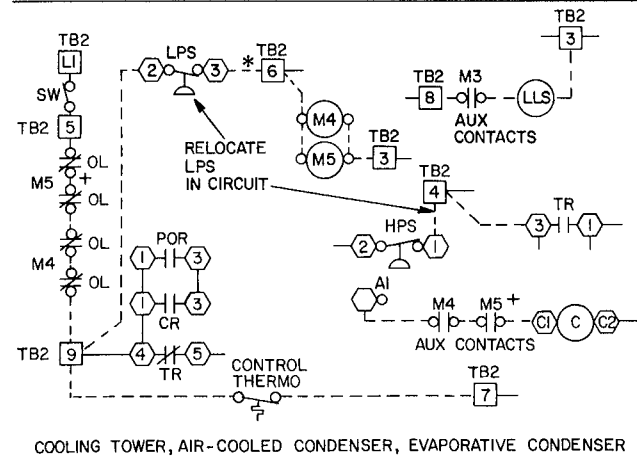 TB2
L1
SW
TB2
5
OL
M5
+
OL
OL
M4
OL
TB2
9
LPS
2
3
*
TB2
6
M4
M5
TB2
3
RELOCATE
LPS
IN CIRCUIT
TB2
3
TB2
8
M3
LLS
AUX
CONTACTS
TB2
4
HPS
2
1
TR
3
1
POR
1
3
1
3
CR
4
5
TR
A1
M4
M5
+
C1
C
C2
AUX CONTACTS
CONTROL
THERMO
TB2
7
COOLING TOWER, AIR-COOLED CONDENSER, EVAPORATIVE CONDENSER